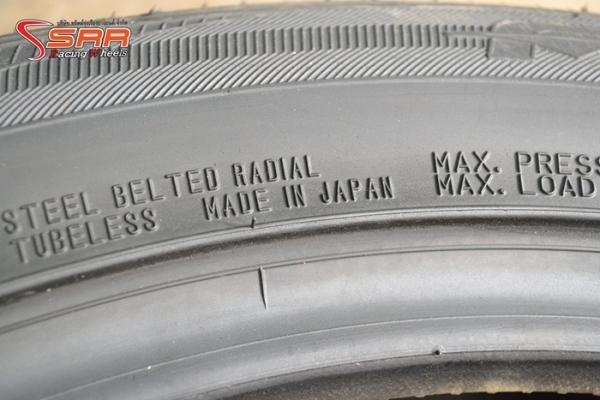 SRR
Racing Wheels
STEEL BELTED RADIAL
TUBELESS MADE IN JAPAN
MAX. PRESS
MAX. LOAD